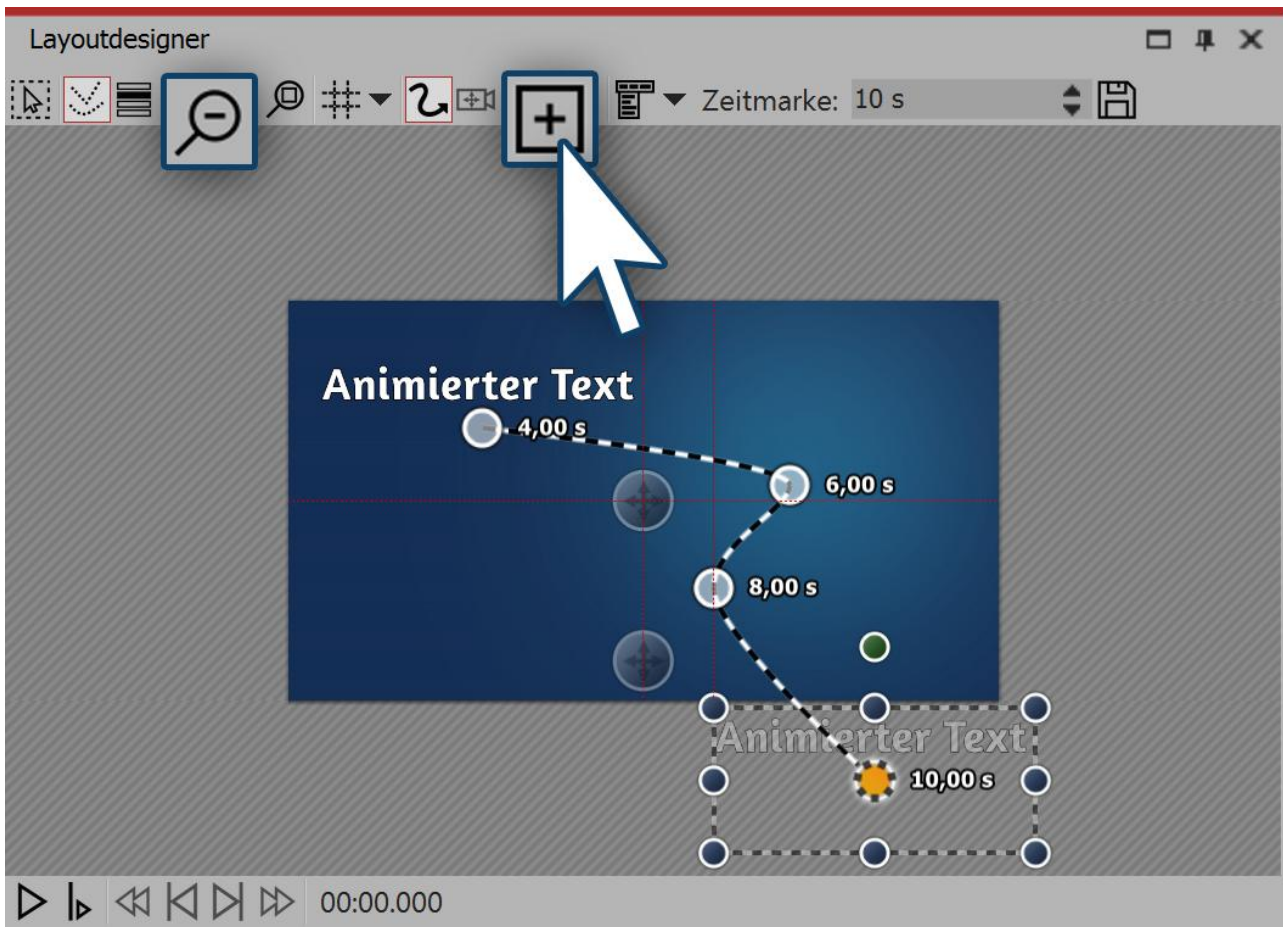 Layoutdesigner
Zeitmarke: 10 s
Animierter Text
4,00 s
6,00 s
8,00 s
Animierter Text
10,00 s
00:00.000